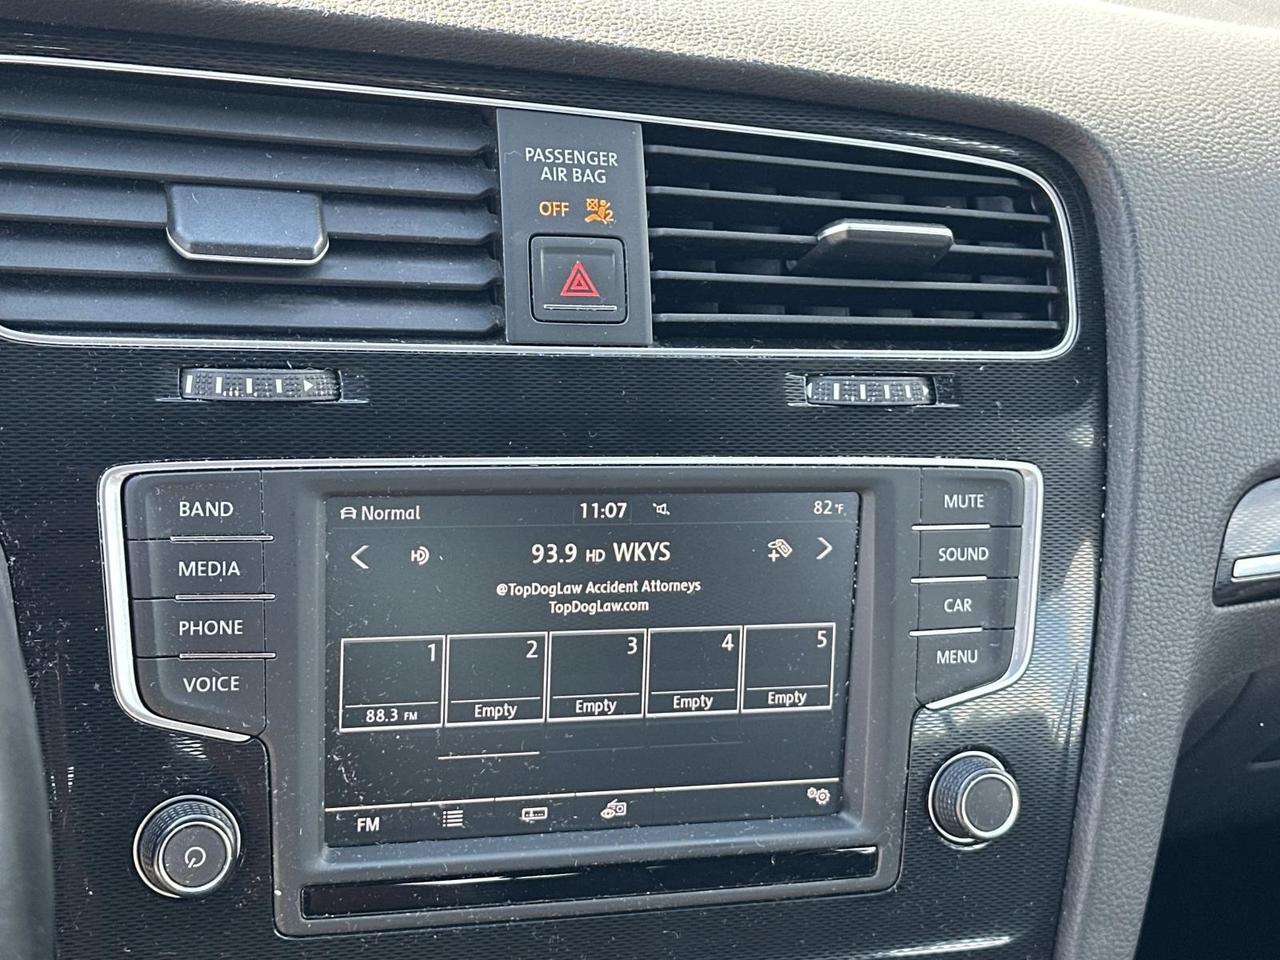 PASSENGER
AIR BAG
OFF 2
BAND
MEDIA
PHONE
VOICE
Normal 11:07 82°F
HD 93.9 HD WKYS
@TopDogLaw Accident Attorneys
TopDogLaw.com
1 2 3 4 5
88.3 FM Empty Empty Empty Empty
FM
MUTE
SOUND
CAR
MENU